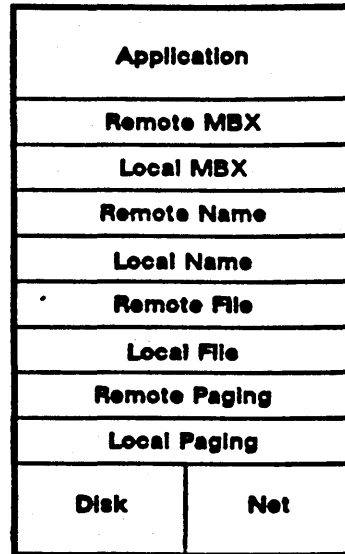 Application
Remote MBX
Local MBX
Remote Name
Local Name
Remote File
Local File
Remote Paging
Local Paging
Disk Net